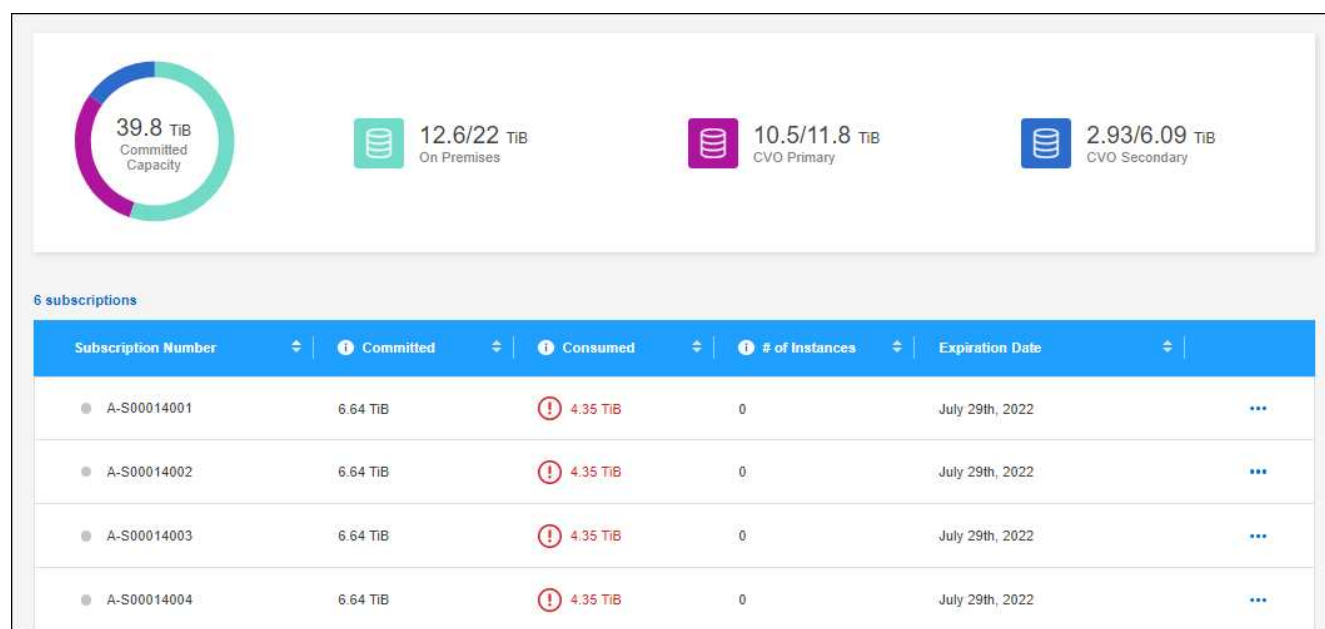 39.8 TiB
Committed
Capacity
12.6/22 TiB
On Premises
10.5/11.8 TiB
CVO Primary
2.93/6.09 TiB
CVO Secondary
6 subscriptions
Subscription Number Committed Consumed # of Instances Expiration Date
A-S00014001 6.64 TiB 4.35 TiB 0 July 29th, 2022
A-S00014002 6.64 TiB 4.35 TiB 0 July 29th, 2022
A-S00014003 6.64 TiB 4.35 TiB 0 July 29th, 2022
A-S00014004 6.64 TiB 4.35 TiB 0 July 29th, 2022